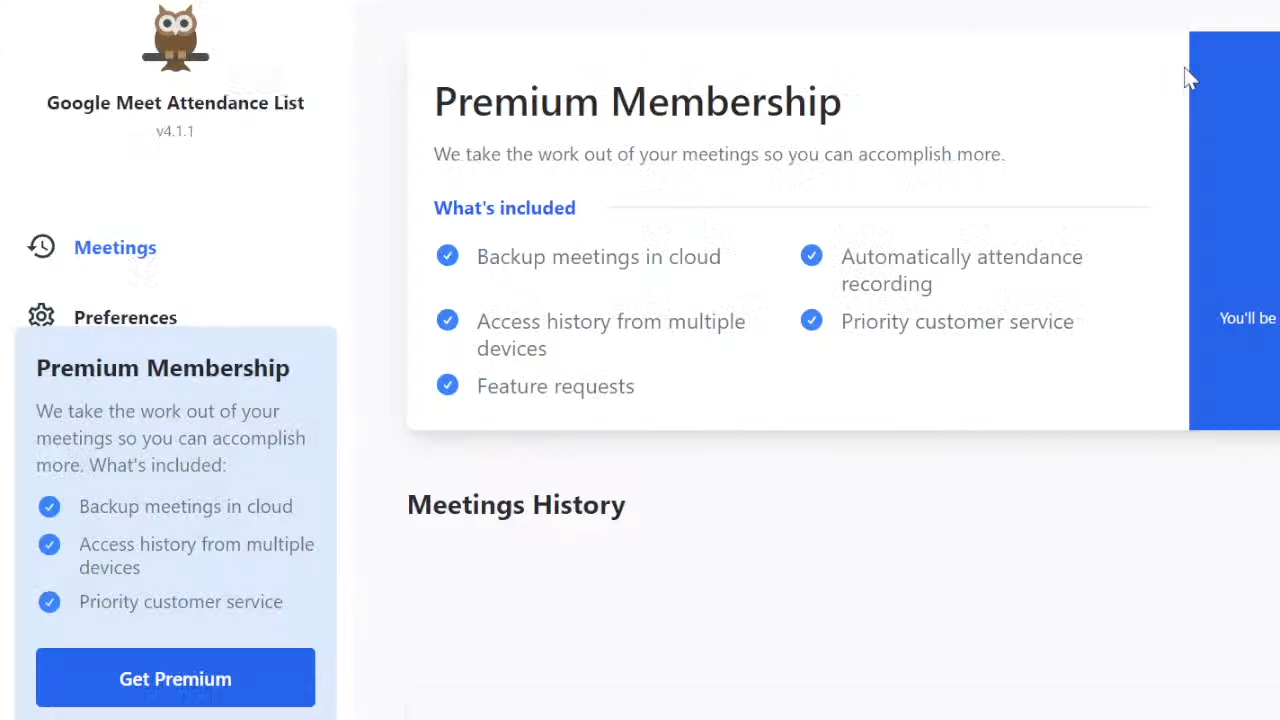 Google Meet Attendance List
v4.1.1
Meetings
Preferences
Premium Membership
We take the work out of your
meetings so you can accomplish
more. What's included:
Backup meetings in cloud
Access history from multiple
devices
Priority customer service
Get Premium
Premium Membership
We take the work out of your meetings so you can accomplish more.
What's included
Backup meetings in cloud
Automatically attendance
recording
Access history from multiple
devices
Priority customer service
Feature requests
You'll be
Meetings History